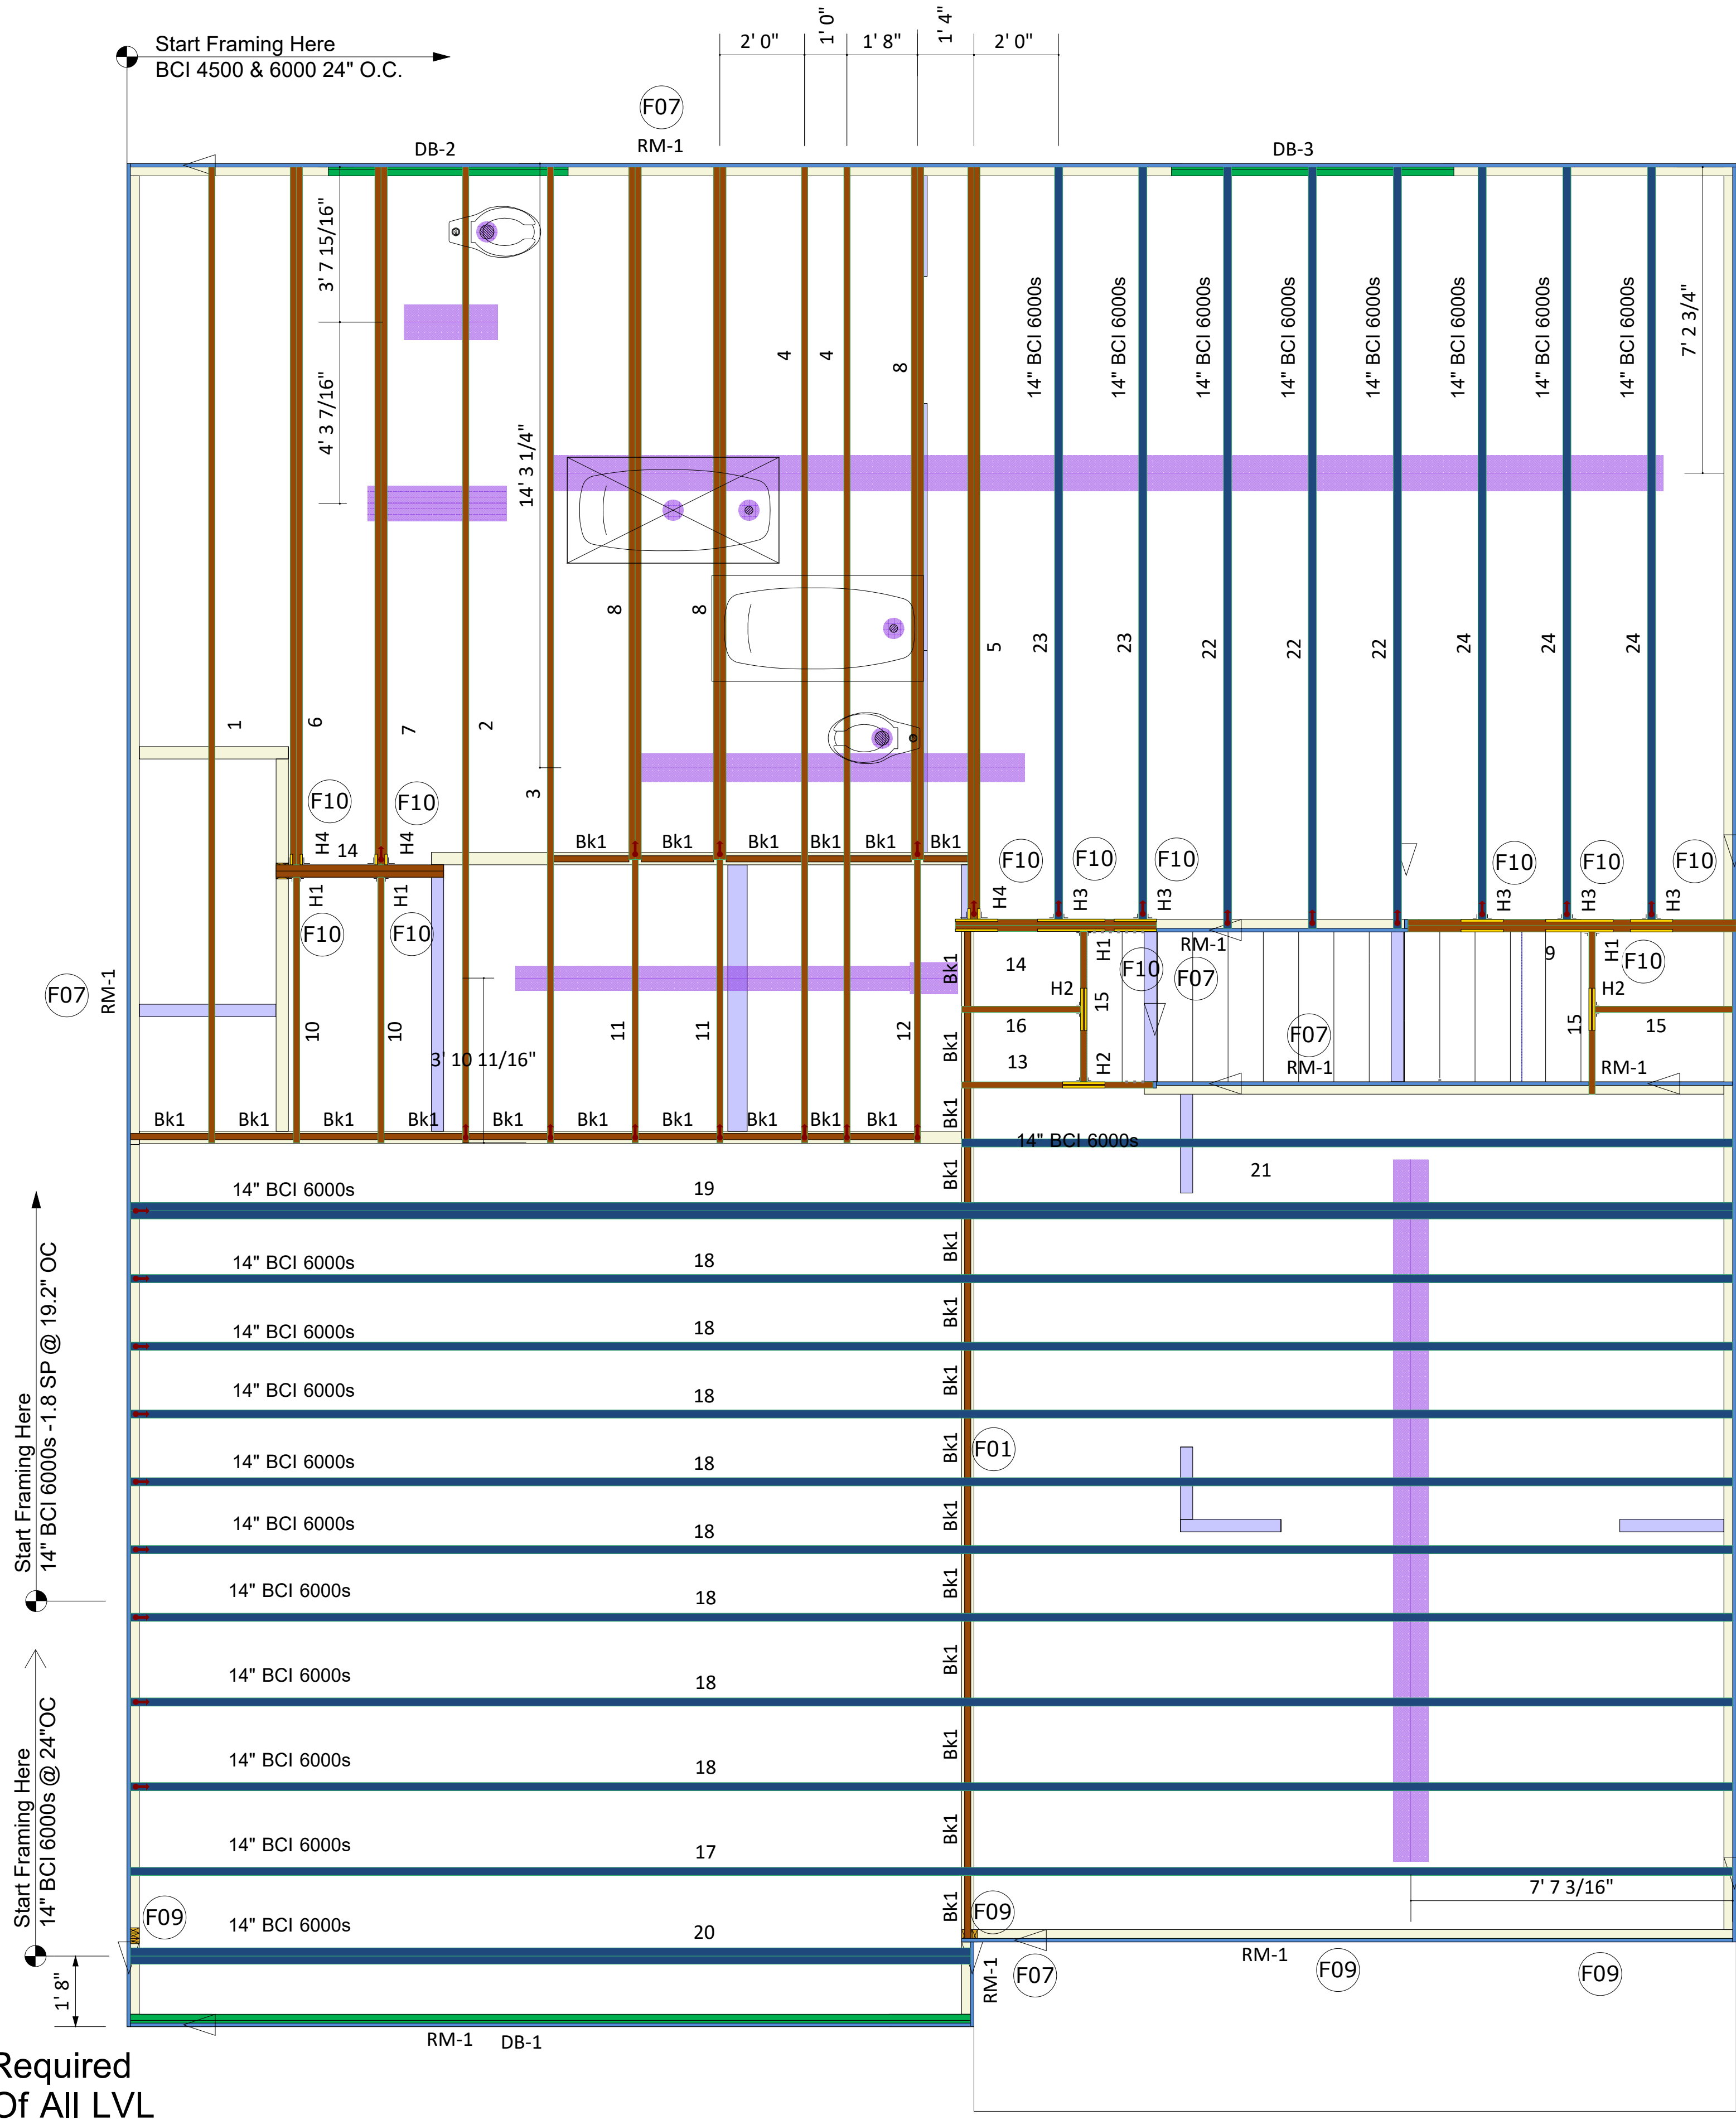 Start Framing Here
BCI 4500 & 6000 24" O.C.
2' 0"
1' 0"
1' 8"
1' 4"
2' 0"
F07
RM-1
DB-2
DB-3
3' 7 15/16"
4' 3 7/16"
14' 3 1/4"
7' 2 3/4"
14" BCI 6000s
14" BCI 6000s
14" BCI 6000s
14" BCI 6000s
14" BCI 6000s
14" BCI 6000s
14" BCI 6000s
14" BCI 6000s
4
4
8
8
8
5
23
23
22
22
22
24
24
24
1
6
7
2
3
F10
F10
H4
14
H4
Bk1
Bk1
Bk1
Bk1
Bk1
Bk1
F10
F10
F10
F10
F10
F10
H4
H3
H3
H3
H3
H3
H1
H1
F10
F10
F07
RM-1
10
10
11
11
12
3' 10 11/16"
Bk1
14
H1
F10
RM-1
F07
9
H1
F10
H2
15
H2
16
Bk1
F07
15
15
13
H2
RM-1
RM-1
Bk1
Bk1
Bk1
Bk1
Bk1
Bk1
Bk1
Bk1
Bk1
Bk1
Bk1
14" BCI 6000s
21
Bk1
14" BCI 6000s
19
Bk1
14" BCI 6000s
18
Bk1
14" BCI 6000s
18
Bk1
14" BCI 6000s
18
Bk1
F01
14" BCI 6000s
18
Bk1
14" BCI 6000s
18
Bk1
14" BCI 6000s
18
Bk1
14" BCI 6000s
18
Bk1
14" BCI 6000s
18
Bk1
14" BCI 6000s
17
Bk1
14" BCI 6000s
20
Start Framing Here
14" BCI 6000s -1.8 SP @ 19.2" OC
Start Framing Here
14" BCI 6000s @ 24"OC
1' 8"
F09
F09
7' 7 3/16"
RM-1
F07
RM-1
F09
F09
RM-1
DB-1
Required
Of All LVL